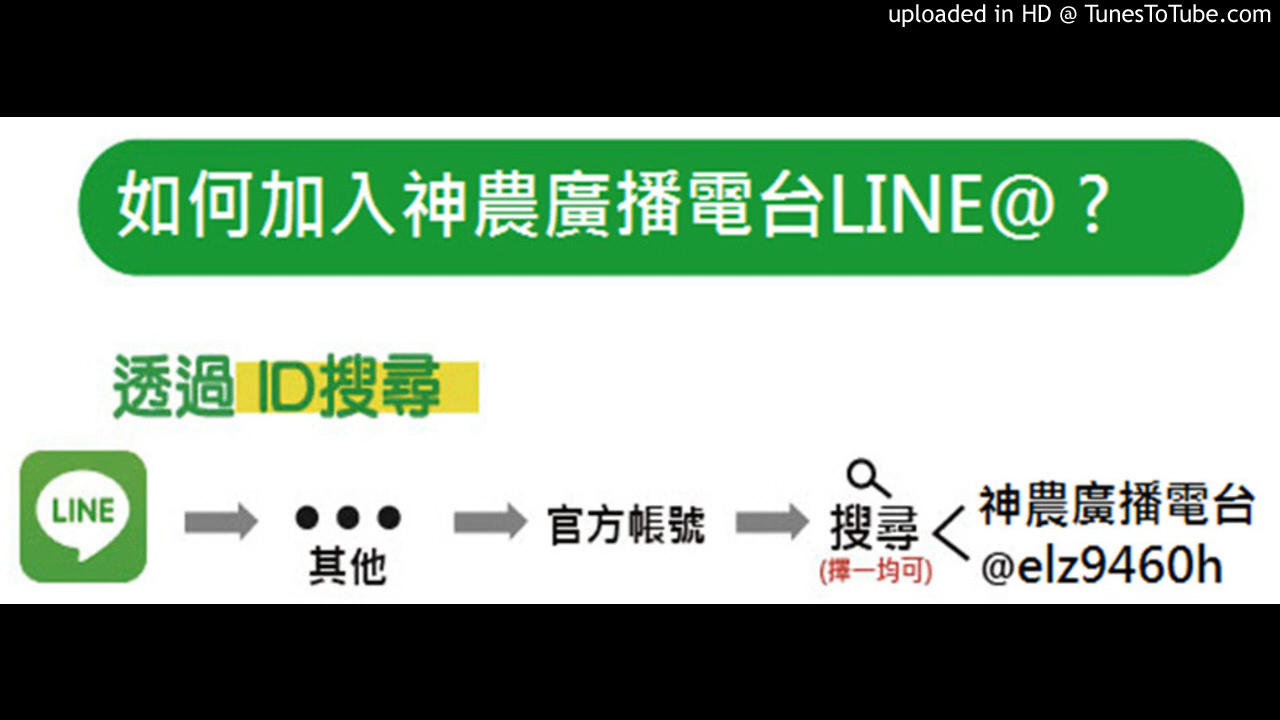 uploaded in HD @ TunesToTube.com
如何加入神農廣播電台LINE@？
透過 ID搜尋
LINE
其他
官方帳號
搜尋
(擇一均可)
神農廣播電台
@elz9460h